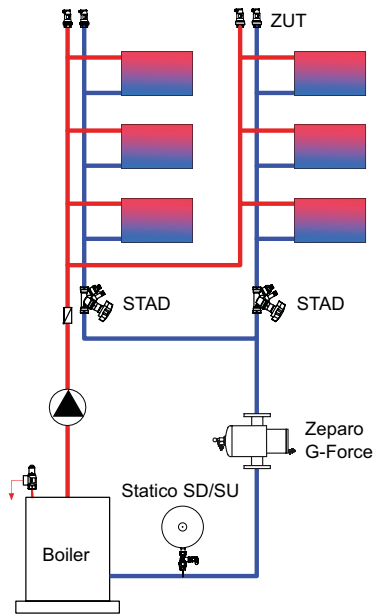 ZUT
STAD
STAD
Zeparo
G-Force
Statico SD/SU
Boiler